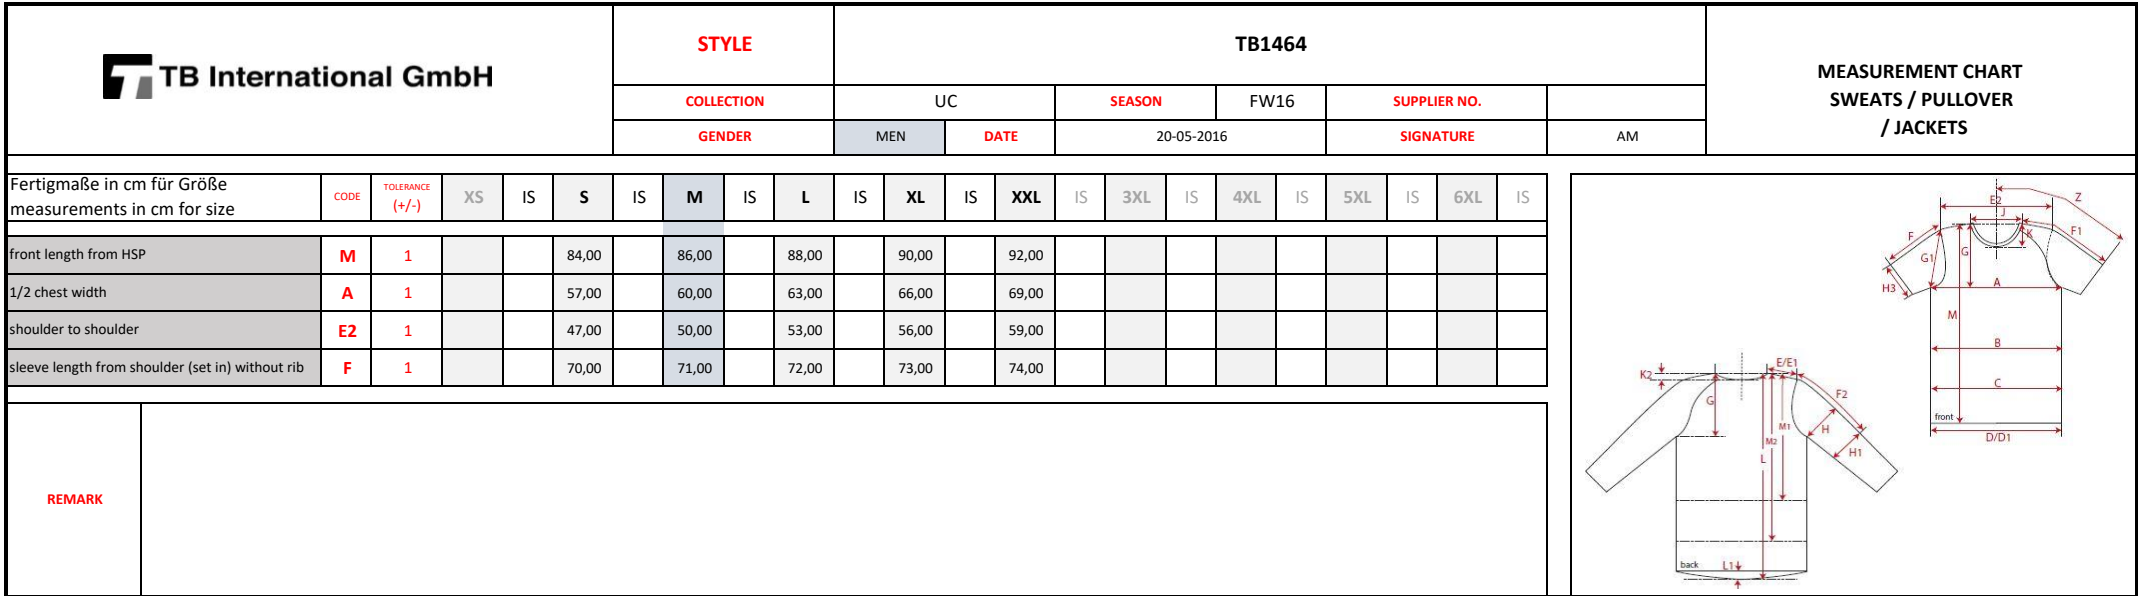 TB International GmbH
STYLE TB1464
MEASUREMENT CHART
SWEATS / PULLOVER
/ JACKETS
COLLECTION UC SEASON FW16 SUPPLIER NO.
GENDER MEN DATE 20-05-2016 SIGNATURE AM
Fertigmaße in cm für Größe
measurements in cm for size
CODE TOLERANCE
(+/-)
XS IS S IS M IS L IS XL IS XXL IS 3XL IS 4XL IS 5XL IS 6XL IS
front length from HSP M 1 84,00 86,00 88,00 90,00 92,00
1/2 chest width A 1 57,00 60,00 63,00 66,00 69,00
shoulder to shoulder E2 1 47,00 50,00 53,00 56,00 59,00
sleeve length from shoulder (set in) without rib F 1 70,00 71,00 72,00 73,00 74,00
REMARK
Z
E2
J
F
K
F1
G1
G
H3
A
M
B
C
front
D/D1
E/E1
K2
F2
G
M1
H
M2
H1
L
back
L1